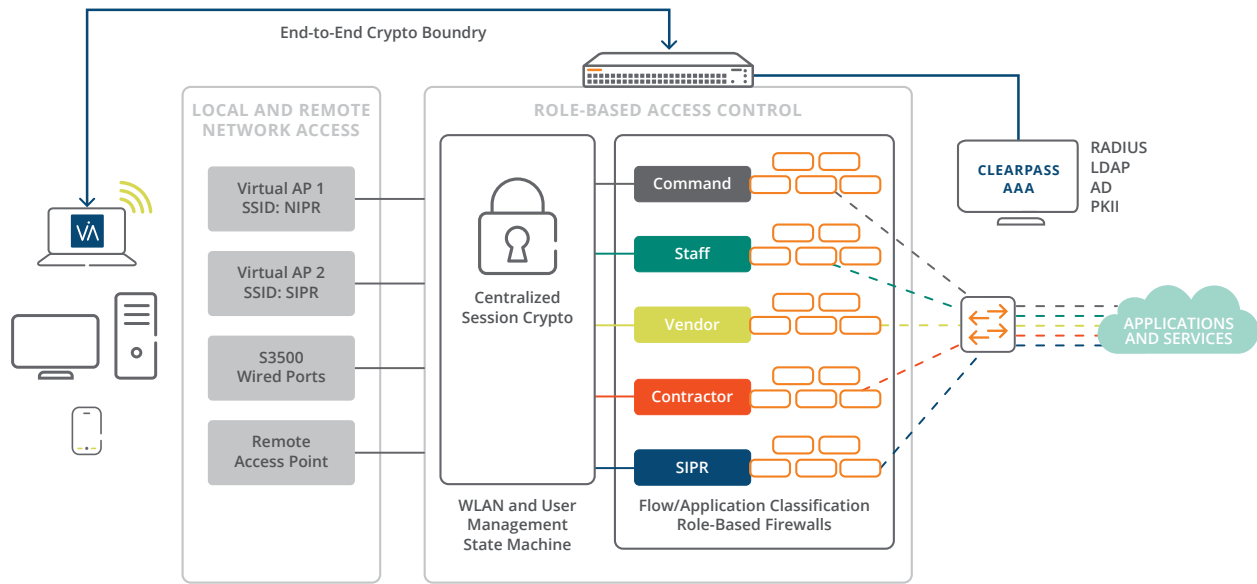 End-to-End Crypto Boundry
LOCAL AND REMOTE
NETWORK ACCESS
Virtual AP 1
SSID: NIPR
Virtual AP 2
SSID: SIPR
S3500
Wired Ports
Remote
Access Point
VIA
ROLE-BASED ACCESS CONTROL
Centralized
Session Crypto
WLAN and User
Management
State Machine
Command
Staff
Vendor
Contractor
SIPR
Flow/Application Classification
Role-Based Firewalls
CLEARPASS
AAA
RADIUS
LDAP
AD
PKII
APPLICATIONS
AND SERVICES